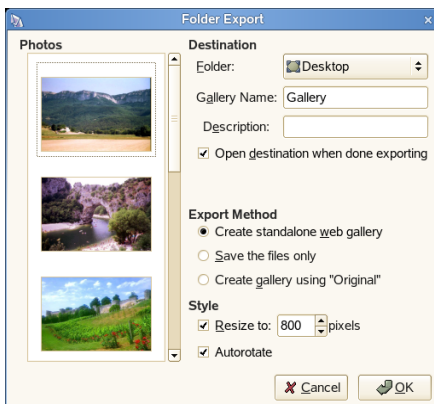 Folder Export
Photos
Destination
Folder:
Desktop
Gallery Name:
Gallery
Description:
Open destination when done exporting
Export Method
Create standalone web gallery
Save the files only
Create gallery using "Original"
Style
Resize to:
800
pixels
Autorotate
Cancel
OK